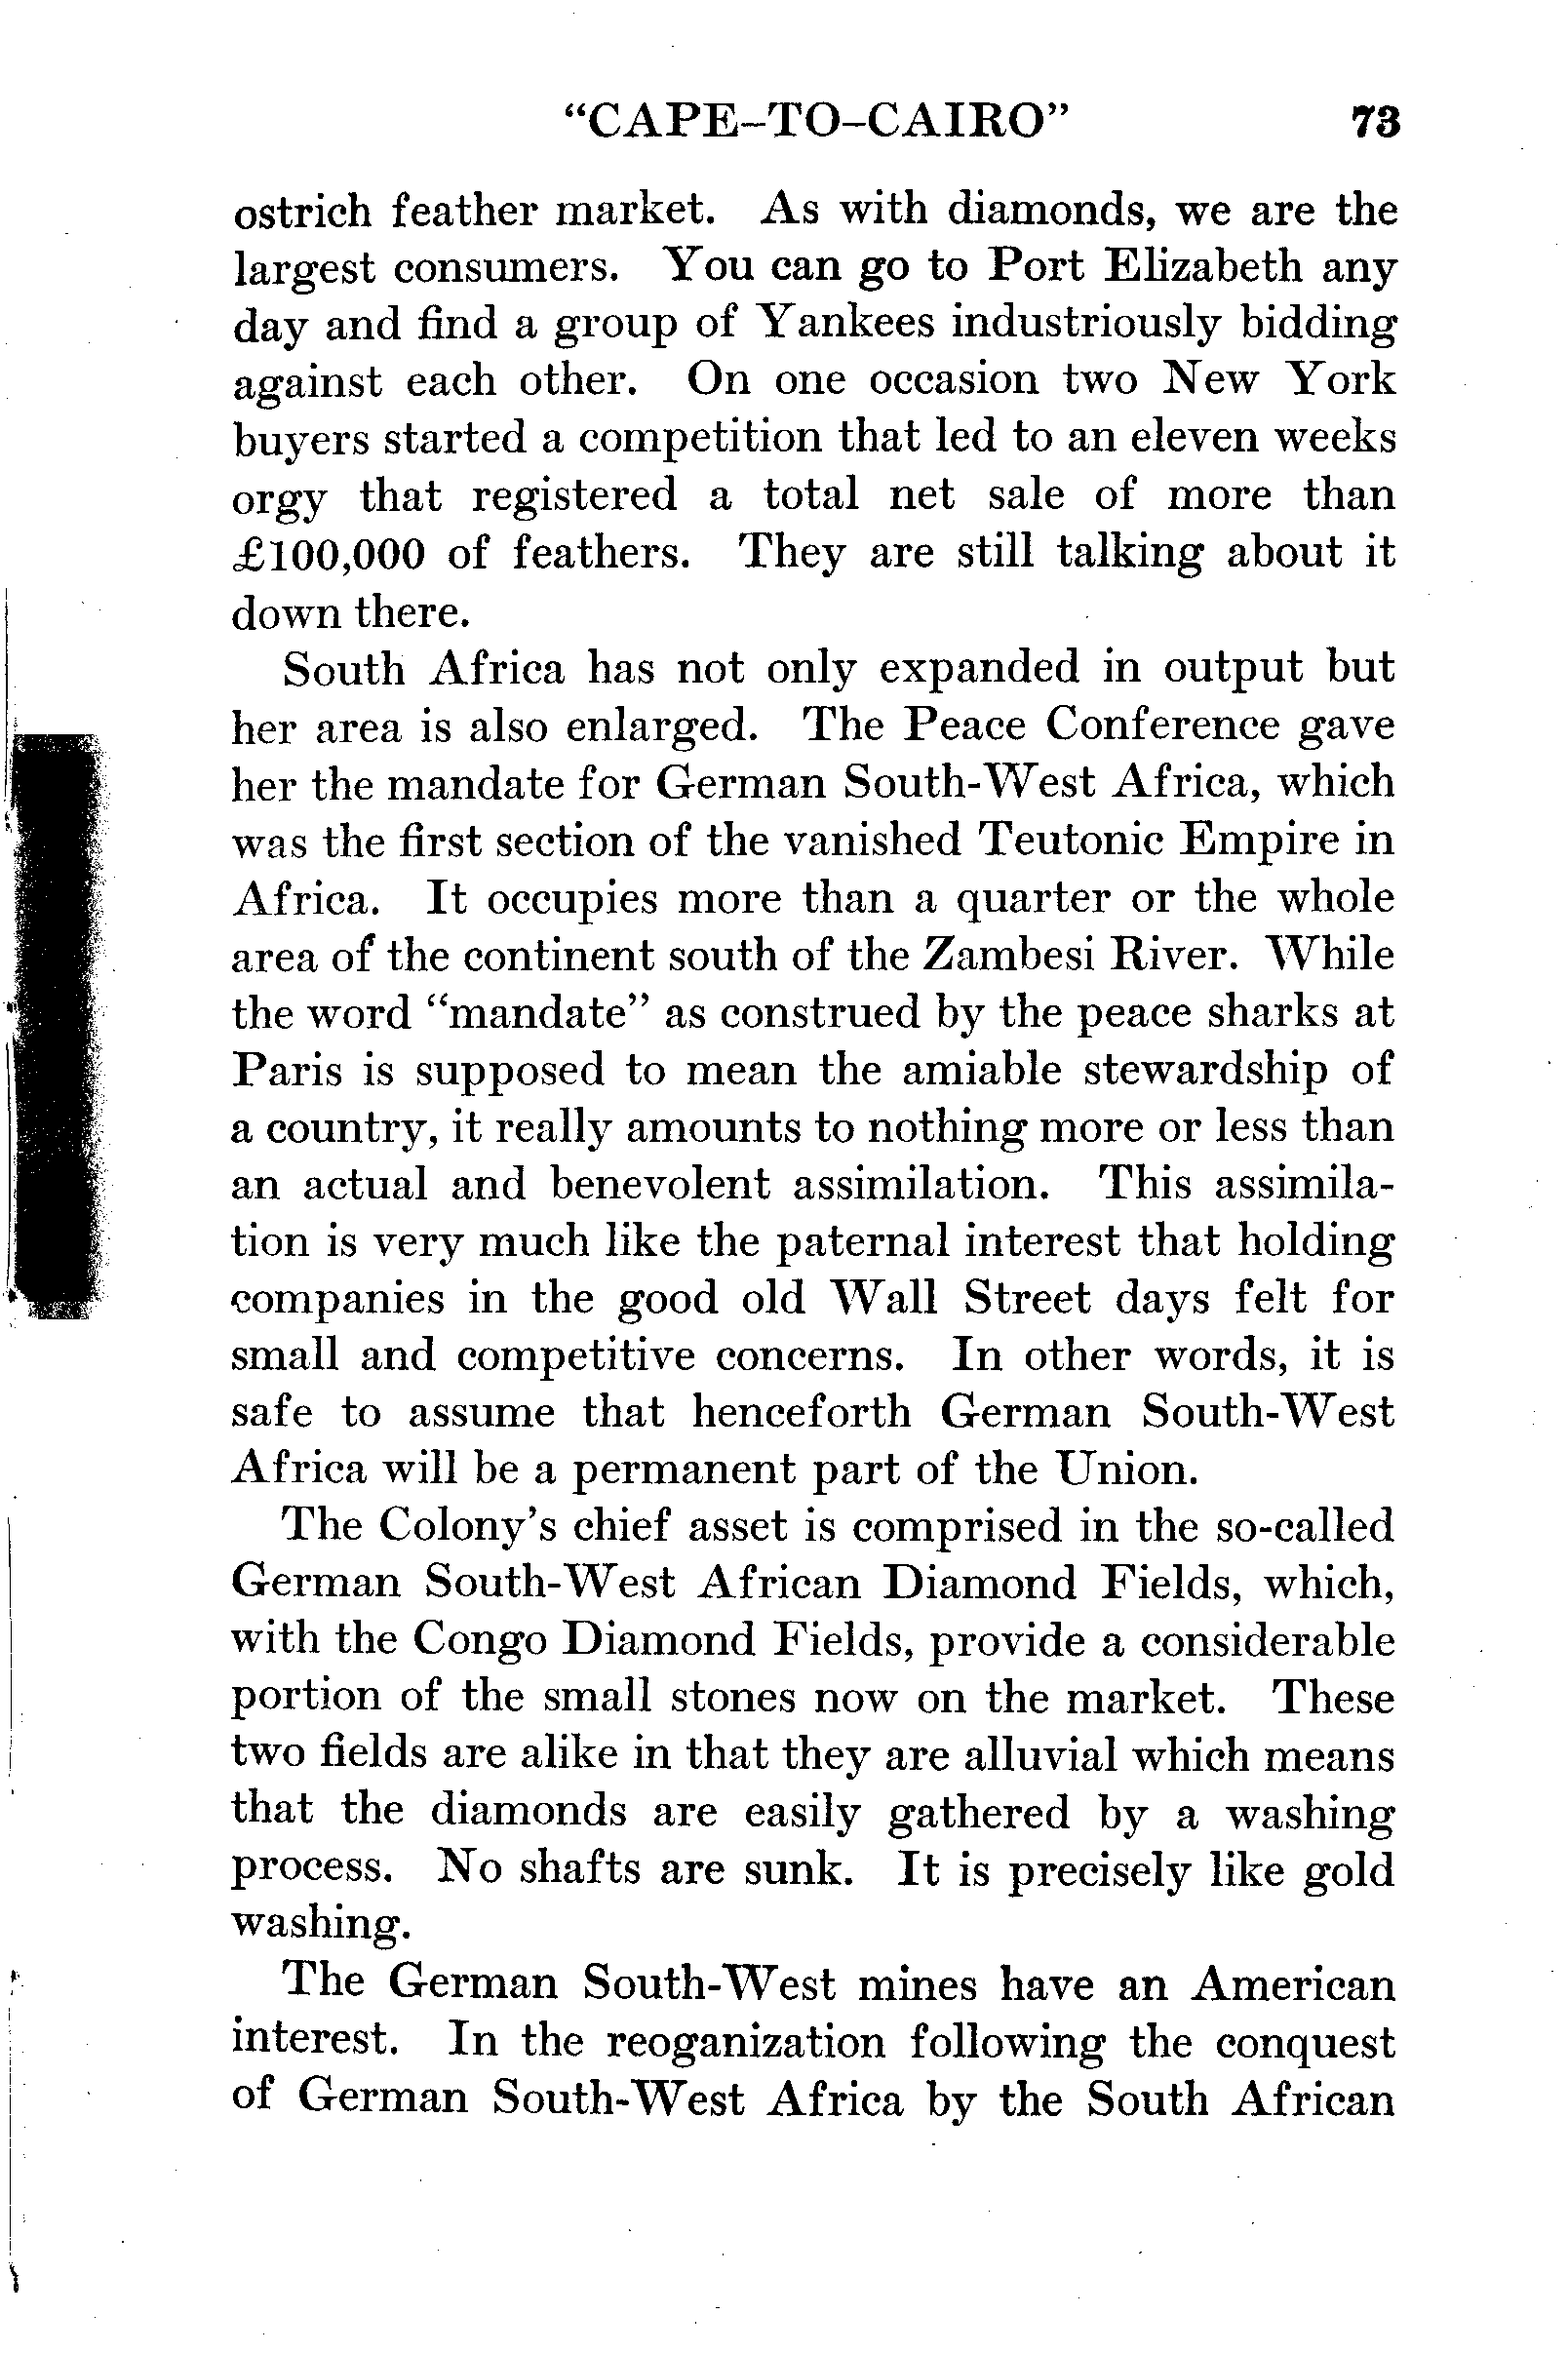 "CAPE-TO-CAIRO" 73
ostrich feather market. As with diamonds, we are the
largest consumers. You can go to Port Elizabeth any
day and find a group of Yankees industriously bidding
against each other. On one occasion two New York
buyers started a competition that led to an eleven weeks
orgy that registered a total net sale of more than
£100,000 of feathers. They are still talking about it
down there.
South Africa has not only expanded in output but
her area is also enlarged. The Peace Conference gave
her the mandate for German South-West Africa, which
was the first section of the vanished Teutonic Empire in
Africa. It occupies more than a quarter or the whole
area of the continent south of the Zambesi River. While
the word "mandate" as construed by the peace sharks at
Paris is supposed to mean the amiable stewardship of
a country, it really amounts to nothing more or less than
an actual and benevolent assimilation. This assimila-
tion is very much like the paternal interest that holding
companies in the good old Wall Street days felt for
small and competitive concerns. In other words, it is
safe to assume that henceforth German South-West
Africa will be a permanent part of the Union.
The Colony's chief asset is comprised in the so-called
German South-West African Diamond Fields, which,
with the Congo Diamond Fields, provide a considerable
portion of the small stones now on the market. These
two fields are alike in that they are alluvial which means
that the diamonds are easily gathered by a washing
process. No shafts are sunk. It is precisely like gold
washing.
The German South-West mines have an American
interest. In the reoganization following the conquest
of German South-West Africa by the South African